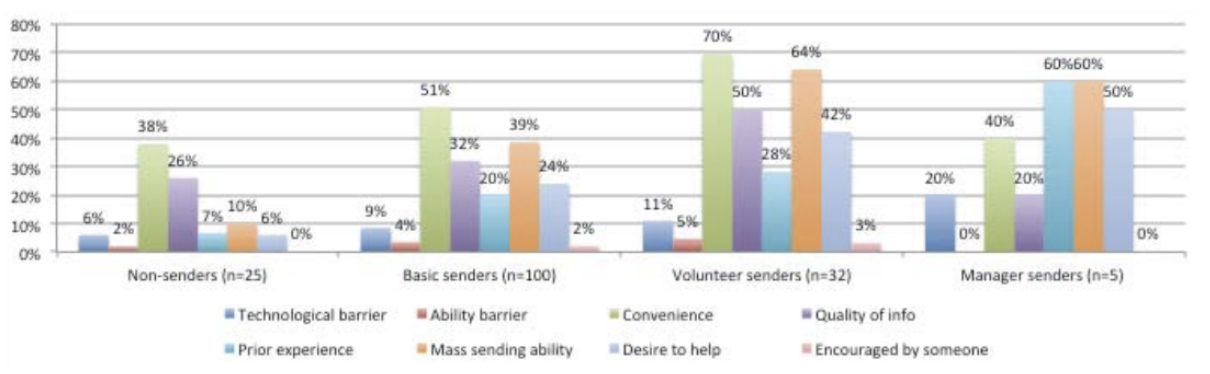 80%
70%
60%
50%
40%
30%
20%
10%
0%
6% 2% 38% 26% 7% 10% 6% 0%
9% 4% 51% 32% 20% 39% 24% 2%
11% 5% 70% 50% 28% 64% 42% 3%
20% 0% 40% 20% 60% 60% 50% 0%
Non-senders (n=25) Basic senders (n=100) Volunteer senders (n=32) Manager senders (n=5)
Technological barrier Ability barrier Convenience Quality of info
Prior experience Mass sending ability Desire to help Encouraged by someone